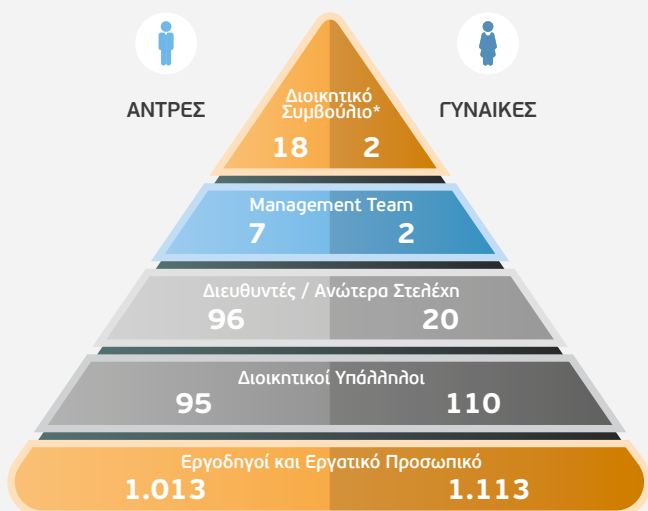 ΑΝΤΡΕΣ
ΓΥΝΑΙΚΕΣ
Διοικητικό
Συμβούλιο*
18 2
Management Team
7 2
Διευθυντές / Ανώτερα Στελέχη
96 20
Διοικητικοί Υπάλληλοι
95 110
Εργοδηγοί και Εργατικό Προσωπικό
1.013 1.113